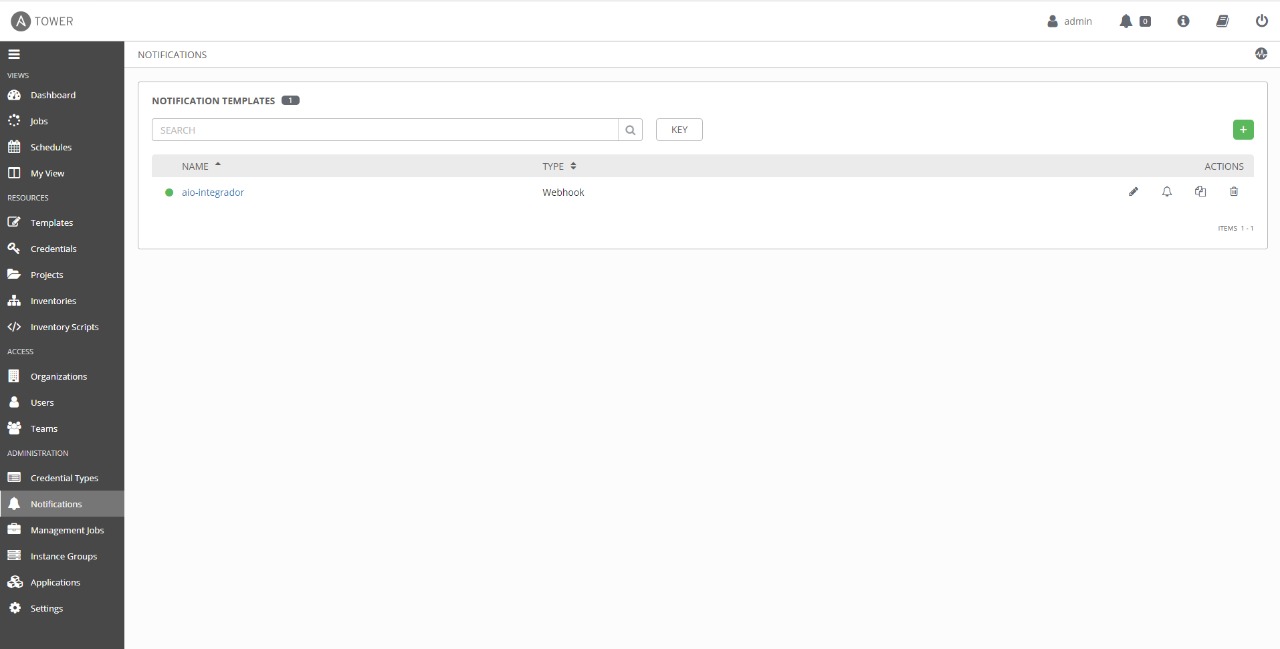 A TOWER
admin
0
NOTIFICATIONS
VIEWS
Dashboard
Jobs
Schedules
My View
RESOURCES
Templates
Credentials
Projects
Inventories
Inventory Scripts
ACCESS
Organizations
Users
Teams
ADMINISTRATION
Credential Types
Notifications
Management Jobs
Instance Groups
Applications
Settings
NOTIFICATION TEMPLATES 1
SEARCH
KEY
+
NAME TYPE ACTIONS
aio-integrador Webhook
ITEMS 1 - 1